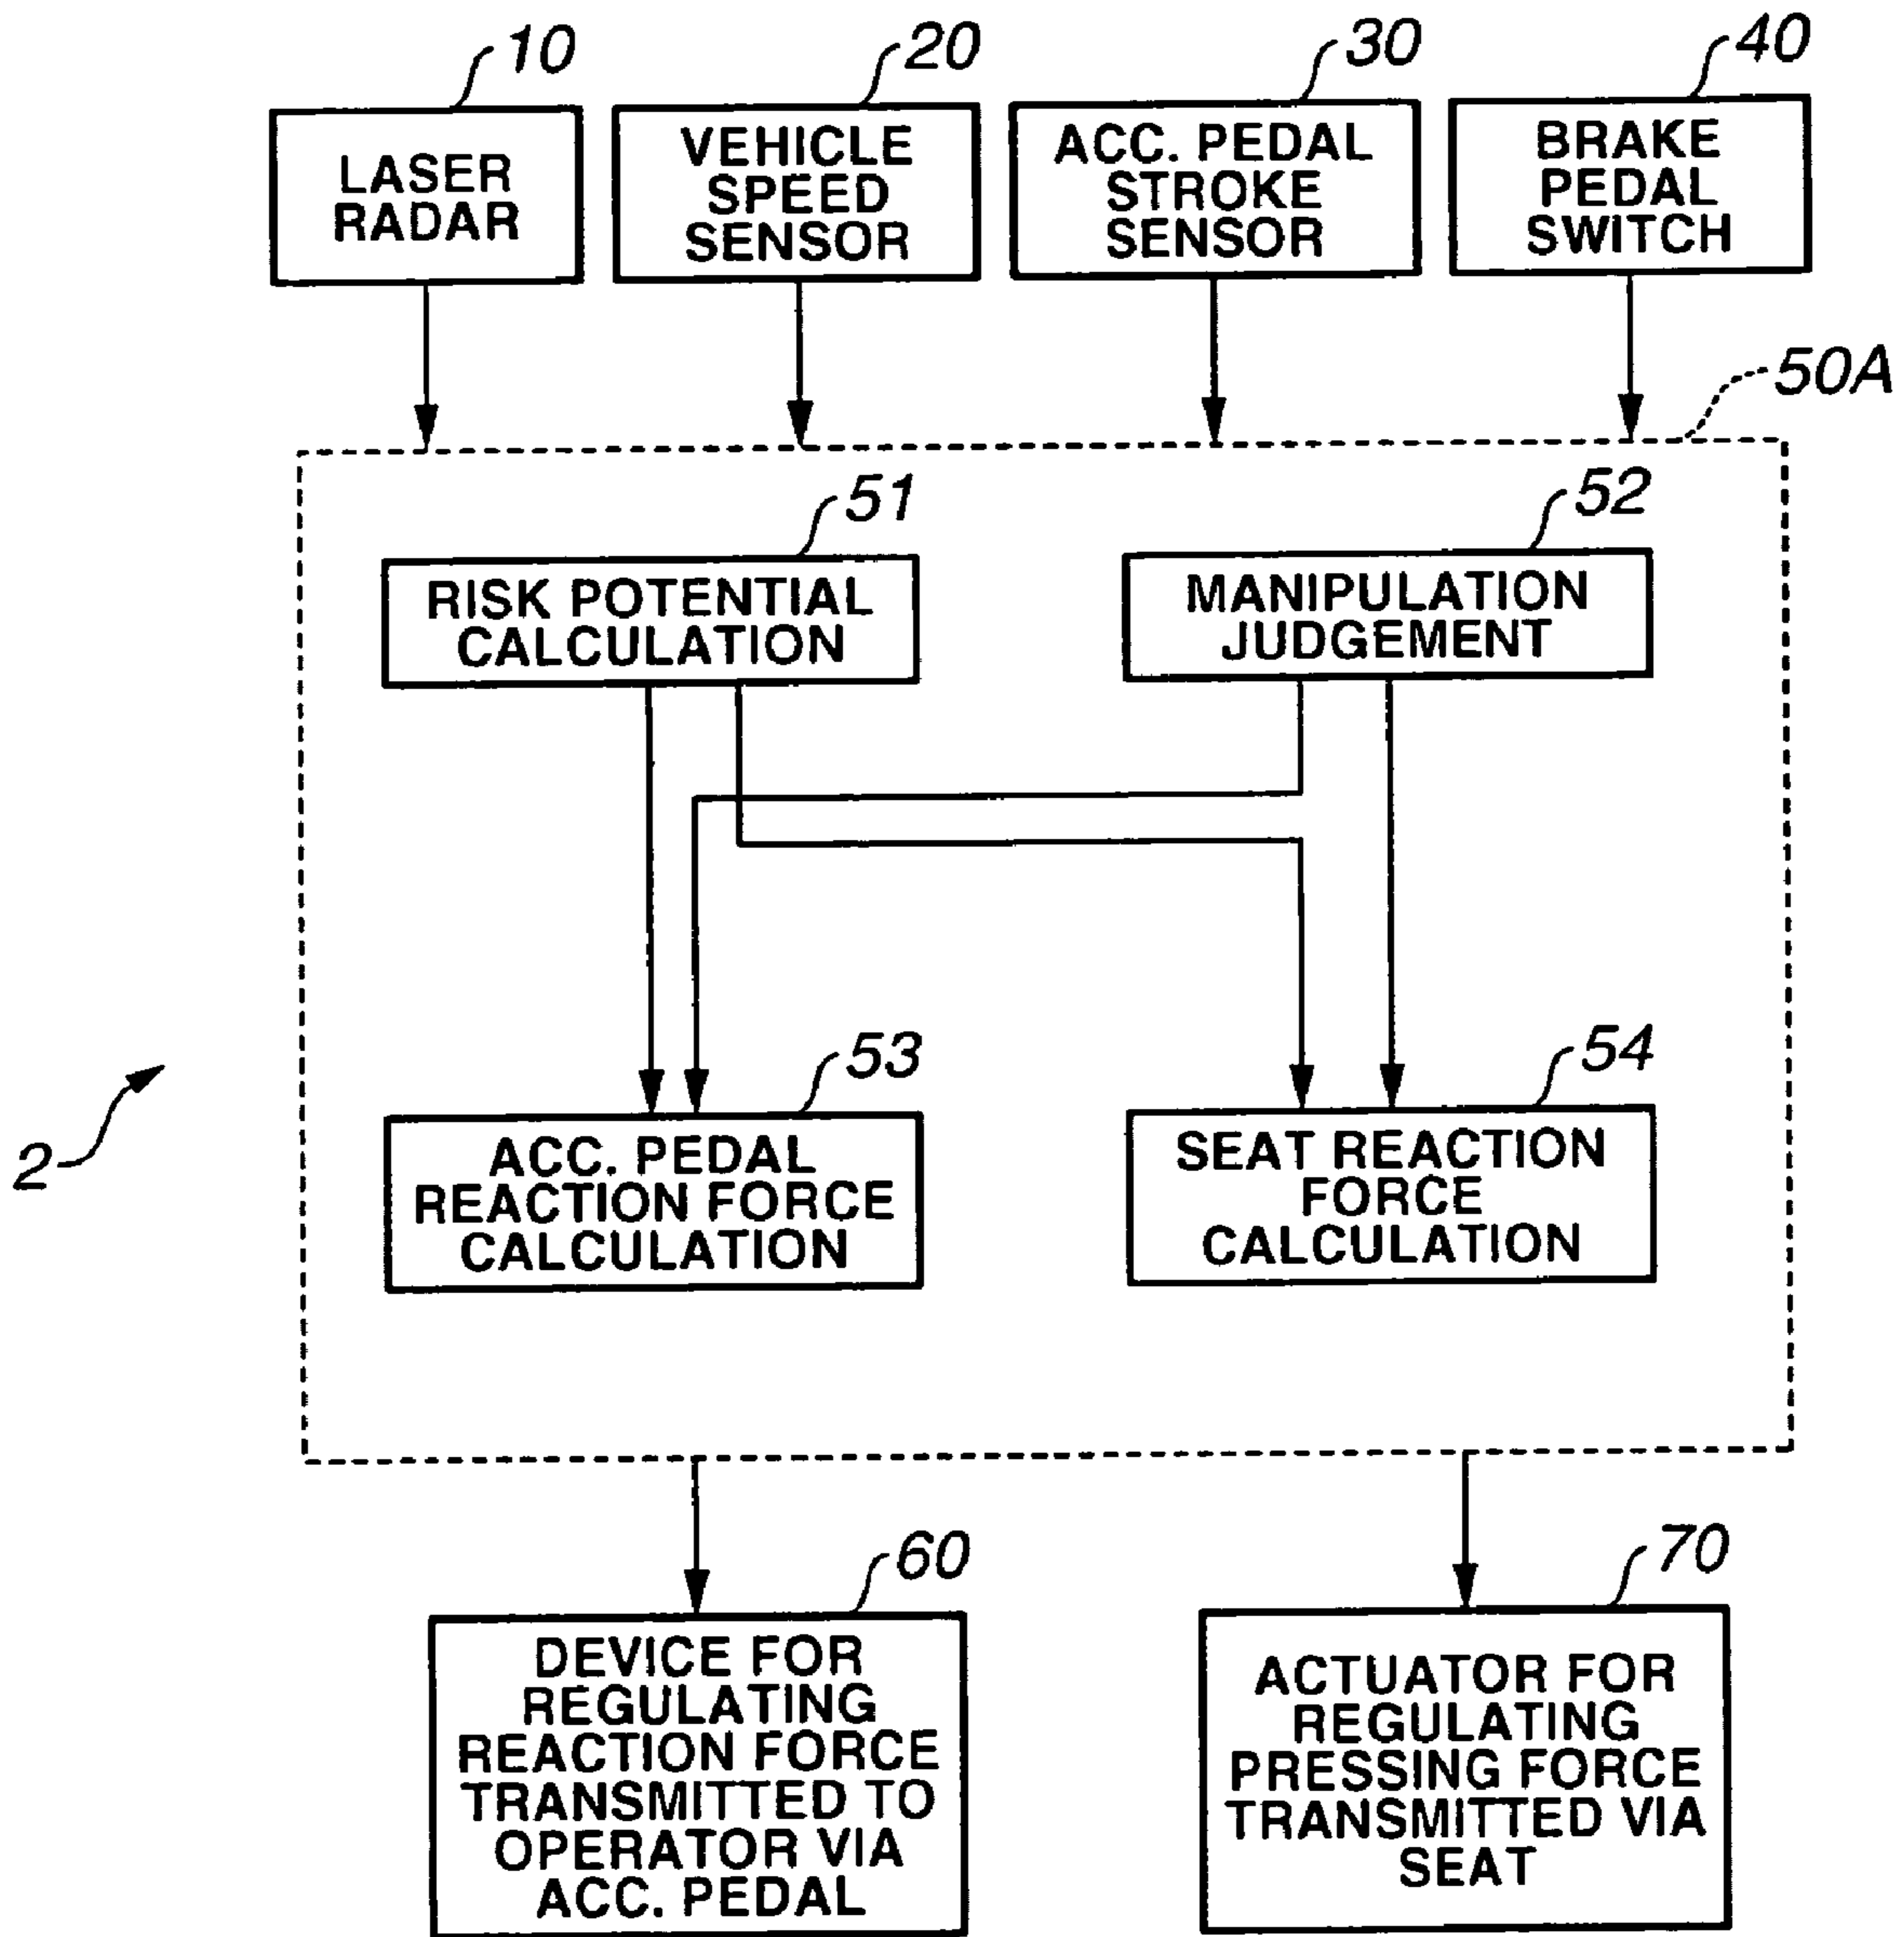 10
20
30
40
LASER
RADAR
VEHICLE
SPEED
SENSOR
ACC. PEDAL
STROKE
SENSOR
BRAKE
PEDAL
SWITCH
50A
51
52
RISK POTENTIAL
CALCULATION
MANIPULATION
JUDGEMENT
53
54
2
ACC. PEDAL
REACTION FORCE
CALCULATION
SEAT REACTION
FORCE
CALCULATION
60
70
DEVICE FOR
REGULATING
REACTION FORCE
TRANSMITTED TO
OPERATOR VIA
ACC. PEDAL
ACTUATOR FOR
REGULATING
PRESSING FORCE
TRANSMITTED VIA
SEAT